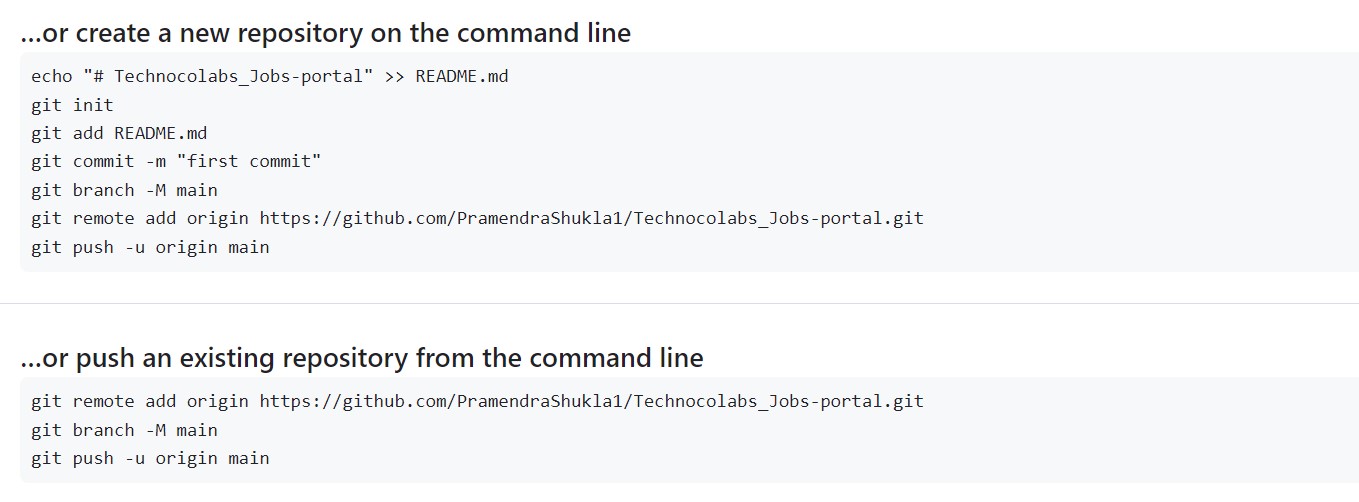 ...or create a new repository on the command line
echo "# Technocolabs_Jobs-portal" >> README.md
git init
git add README.md
git commit -m "first commit"
git branch -M main
git remote add origin https://github.com/PramendraShukla1/Technocolabs_Jobs-portal.git
git push -u origin main
...or push an existing repository from the command line
git remote add origin https://github.com/PramendraShukla1/Technocolabs_Jobs-portal.git
git branch -M main
git push -u origin main